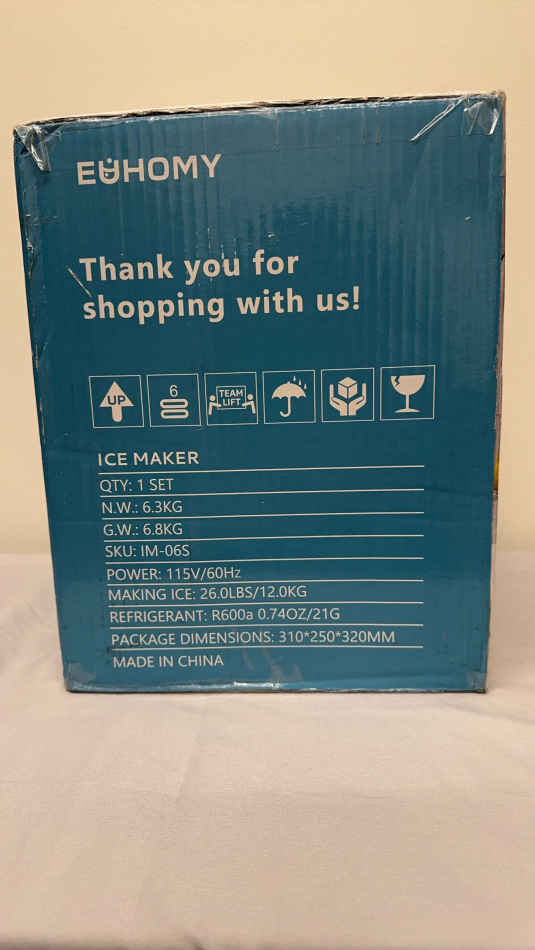 EUHOMY
Thank you for
shopping with us!
UP
6
TEAM
LIFT
ICE MAKER
QTY: 1 SET
N.W.: 6.3KG
G.W.: 6.8KG
SKU: IM-06S
POWER: 115V/60Hz
MAKING ICE: 26.0LBS/12.0KG
REFRIGERANT: R600a 0.74OZ/21G
PACKAGE DIMENSIONS: 310*250*320MM
MADE IN CHINA